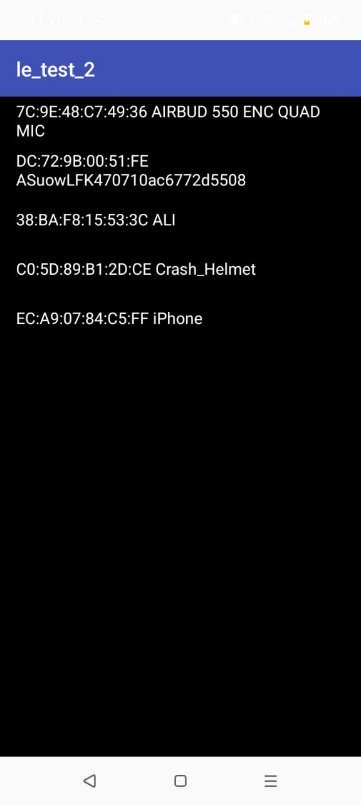 le_test_2
7C:9E:48:C7:49:36 AIRBUD 550 ENC QUAD
MIC
DC:72:9B:00:51:FE
ASuowLFK470710ac6772d5508
38:BA:F8:15:53:3C ALI
C0:5D:89:B1:2D:CE Crash_Helmet
EC:A9:07:84:C5:FF iPhone